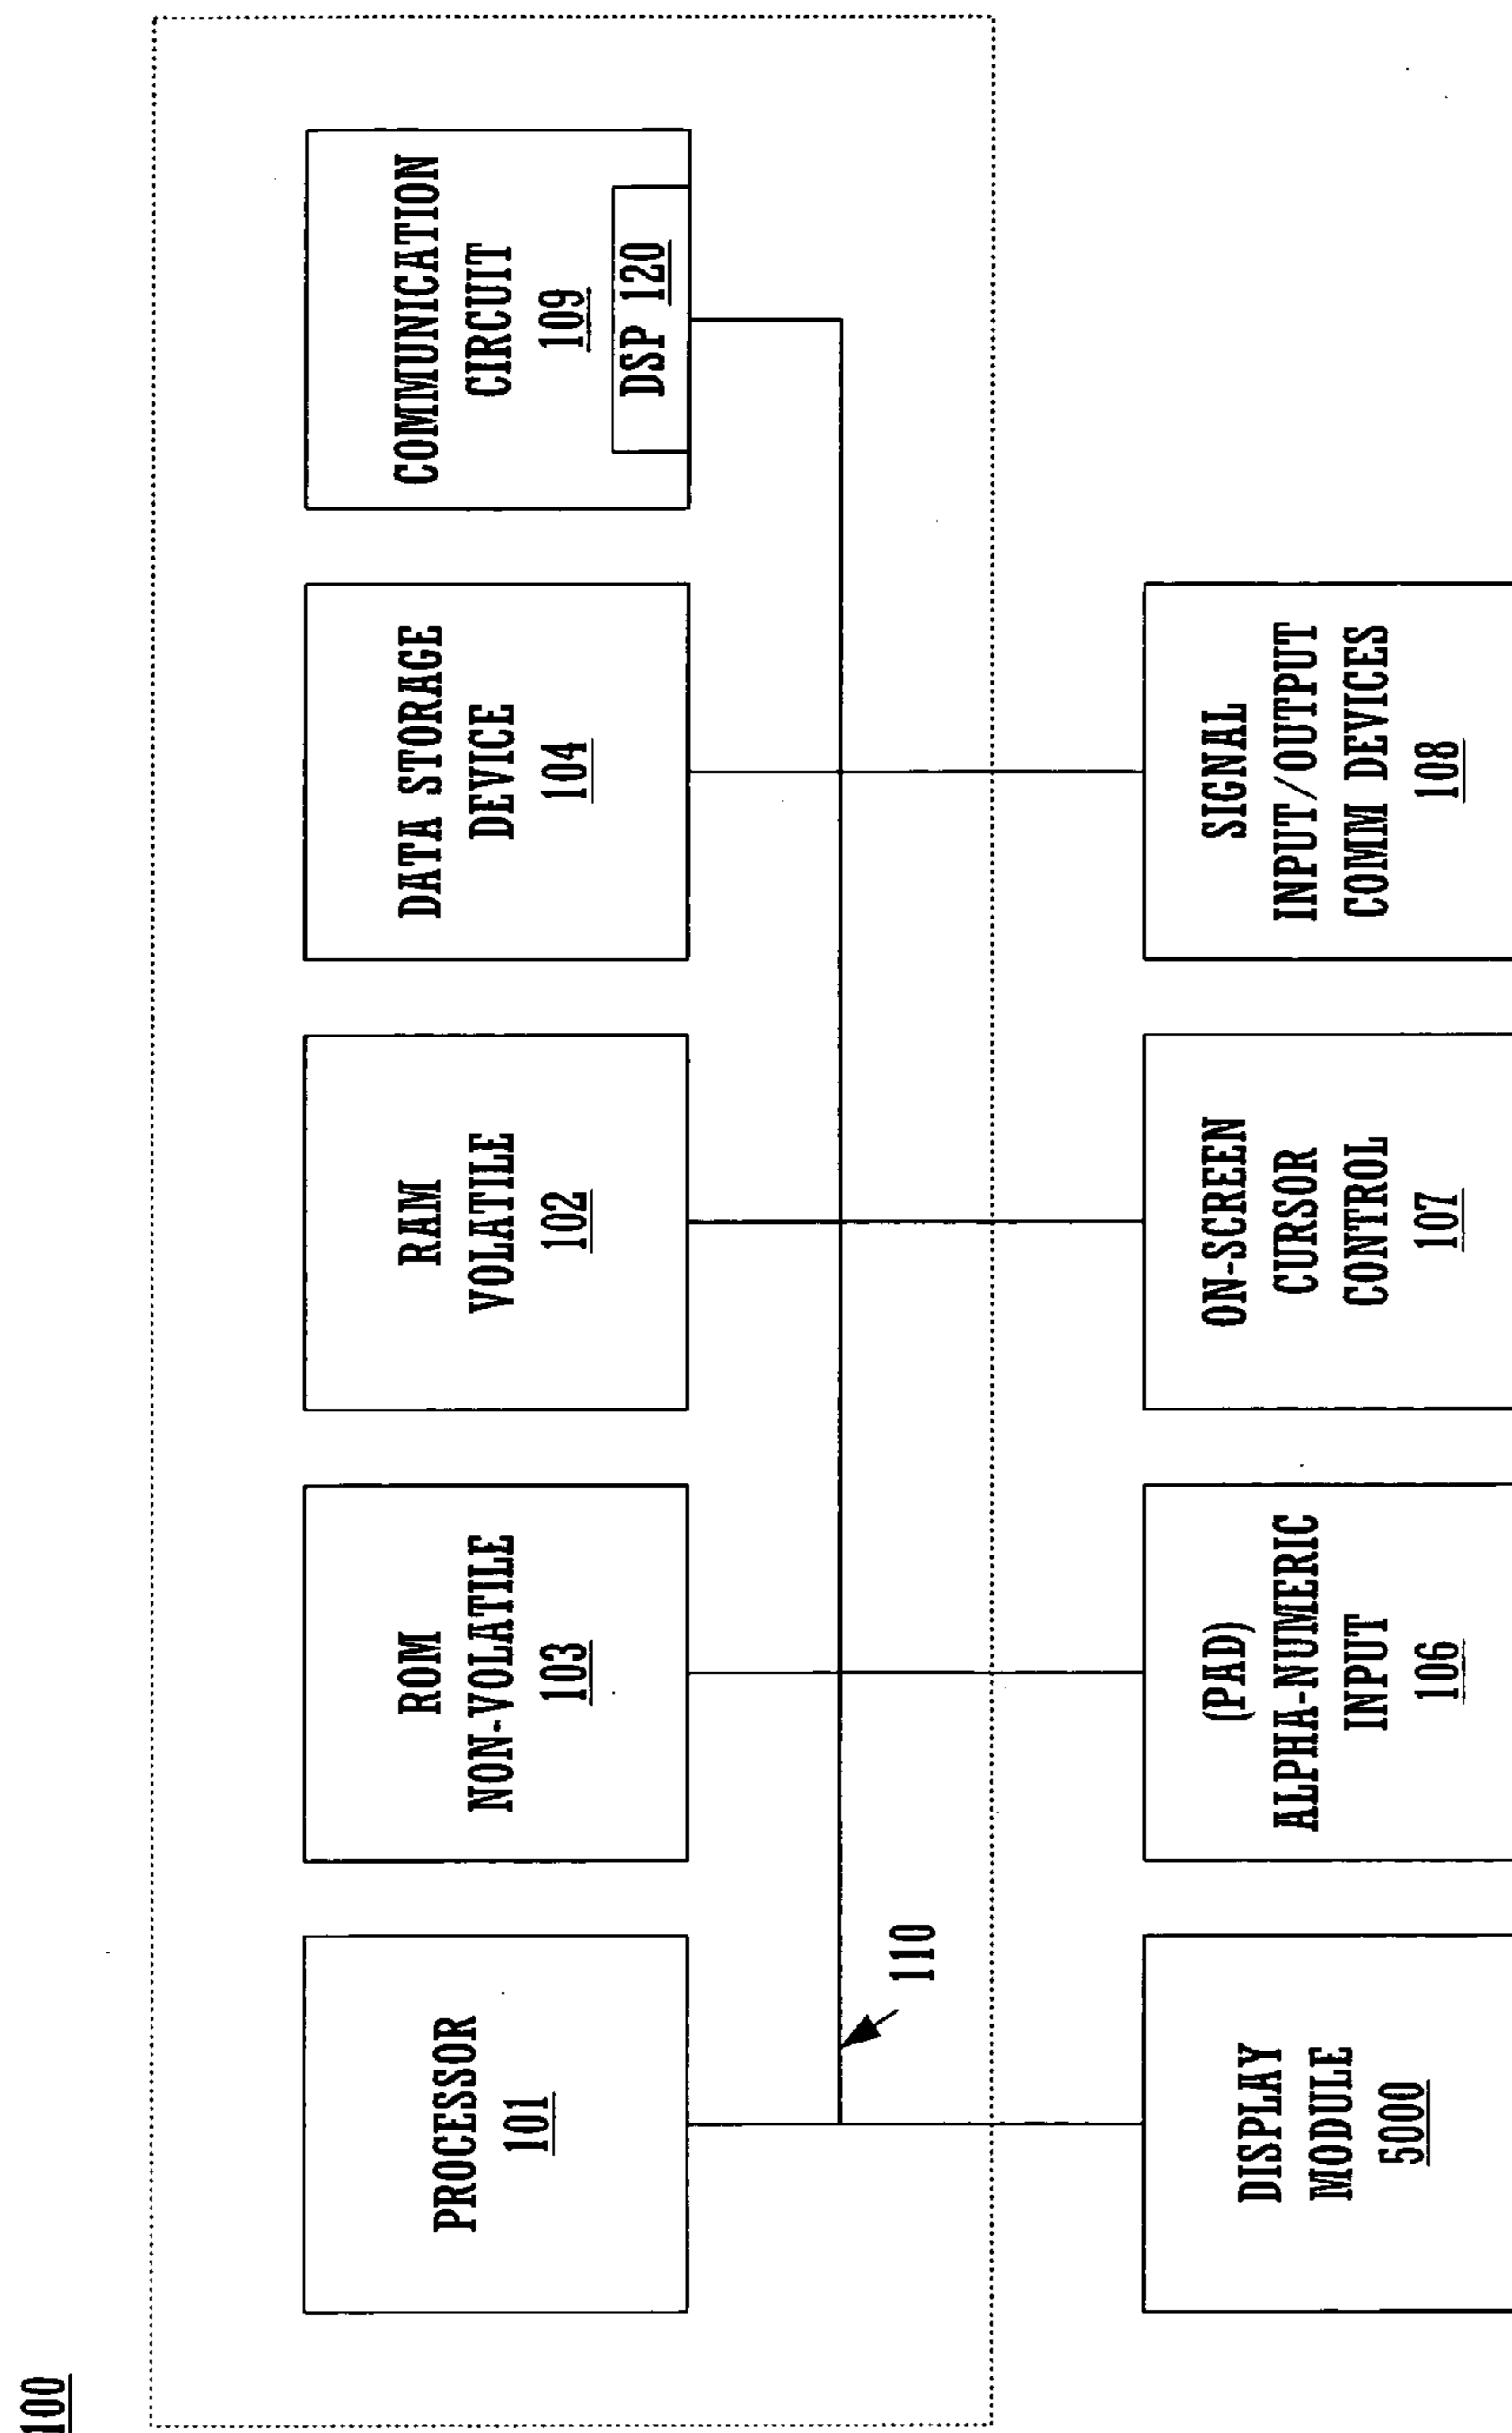 100
PROCESSOR
101
ROM
NON-VOLATILE
103
RAM
VOLATILE
102
DATA STORAGE
DEVICE
104
COMMUNICATION
CIRCUIT
109
DSP 120
110
DISPLAY
MODULE
5000
(PAD)
ALPHA-NUMERIC
INPUT
106
ON-SCREEN
CURSOR
CONTROL
107
SIGNAL
INPUT/OUTPUT
COMM DEVICES
108